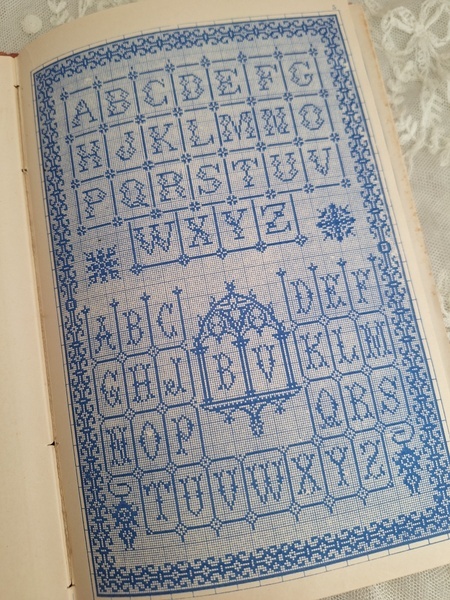 A B C D E F G
H J K L M N O
P Q R S T U V
W X Y Z
A B C D E F
G H J B V K L M
N O P Q R S
T U V W X Y Z